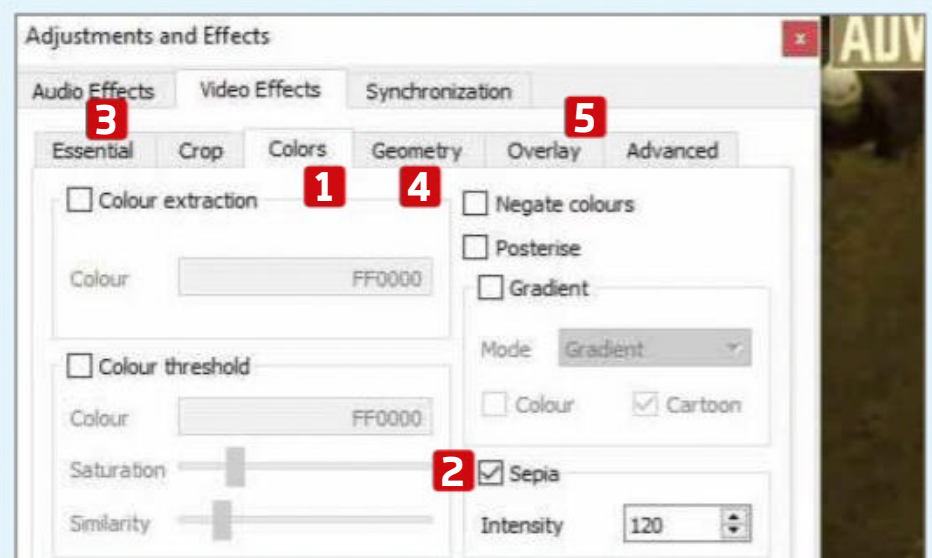 Adjustments and Effects
x
ADV
Audio Effects Video Effects Synchronization
3 5
Essential Crop Colors Geometry Overlay Advanced
1 4
Colour extraction
Colour FF0000
Colour threshold
Colour FF0000
Saturation
Similarity
Negate colours
Posterise
Gradient
Mode Gradient
Colour Cartoon
2 Sepia
Intensity 120